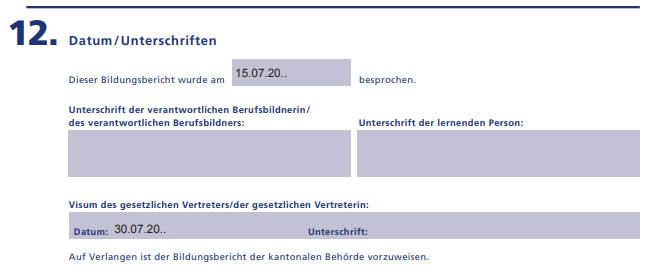 12. Datum/Unterschriften
Dieser Bildungsbericht wurde am 15.07.20.. besprochen.
Unterschrift der verantwortlichen Berufsbildnerin/
des verantwortlichen Berufsbildners: Unterschrift der lernenden Person:
Visum des gesetzlichen Vertreters/der gesetzlichen Vertreterin:
Datum: 30.07.20.. Unterschrift:
Auf Verlangen ist der Bildungsbericht der kantonalen Behörde vorzuweisen.